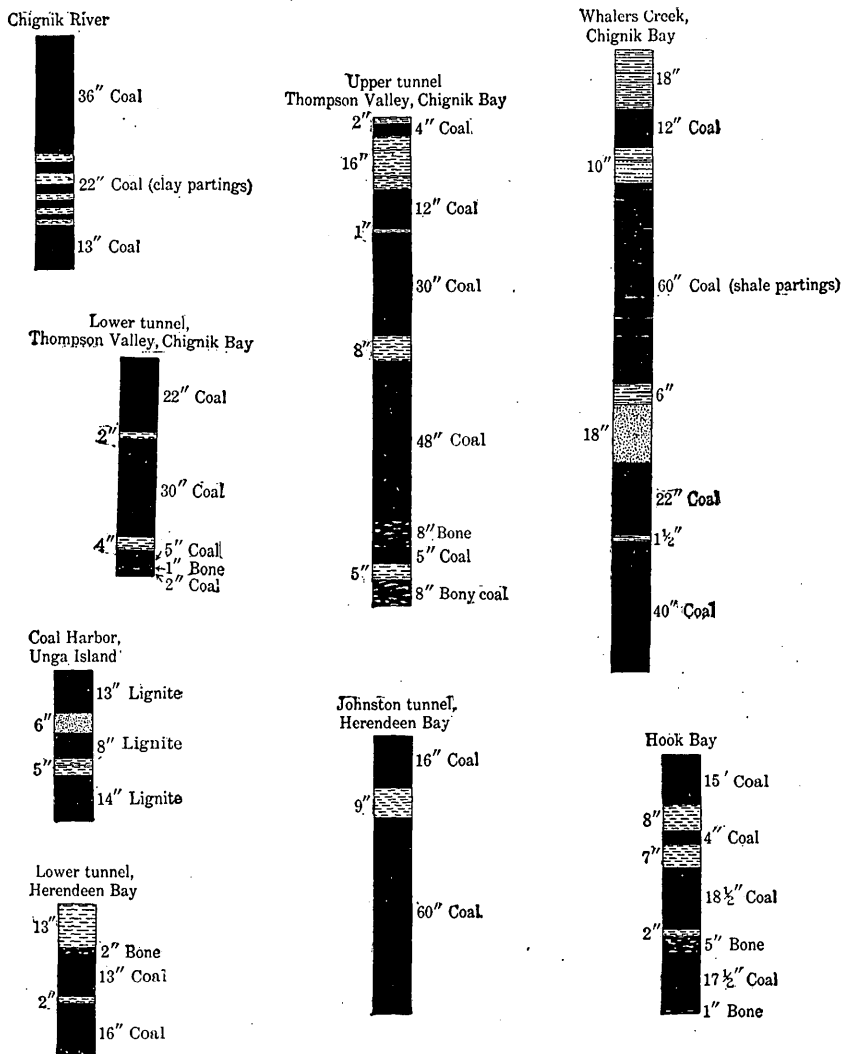 Chignik River
36" Coal
22" Coal (clay partings)
13" Coal
Lower tunnel,
Thompson Valley, Chignik Bay
22" Coal
2"
30" Coal
4"
5" Coal
1" Bone
2" Coal
Coal Harbor,
Unga Island
13" Lignite
6"
8" Lignite
5"
14" Lignite
Lower tunnel,
Herendeen Bay
13"
2" Bone
13" Coal
2"
16" Coal
Upper tunnel
Thompson Valley, Chignik Bay
2"
4" Coal.
16"
12" Coal
1"
30" Coal
8"
48" Coal
8" Bone
5" Coal
5"
8" Bony coal
Johnston tunnel,
Herendeen Bay
16" Coal
9"
60" Coal
Whalers Creek,
Chignik Bay
18"
12" Coal
10"
60" Coal (shale partings)
6"
18"
22" Coal
1½"
40" Coal
Hook Bay
15' Coal
8"
4" Coal
7"
18½" Coal
2"
5" Bone
17½" Coal
1" Bone